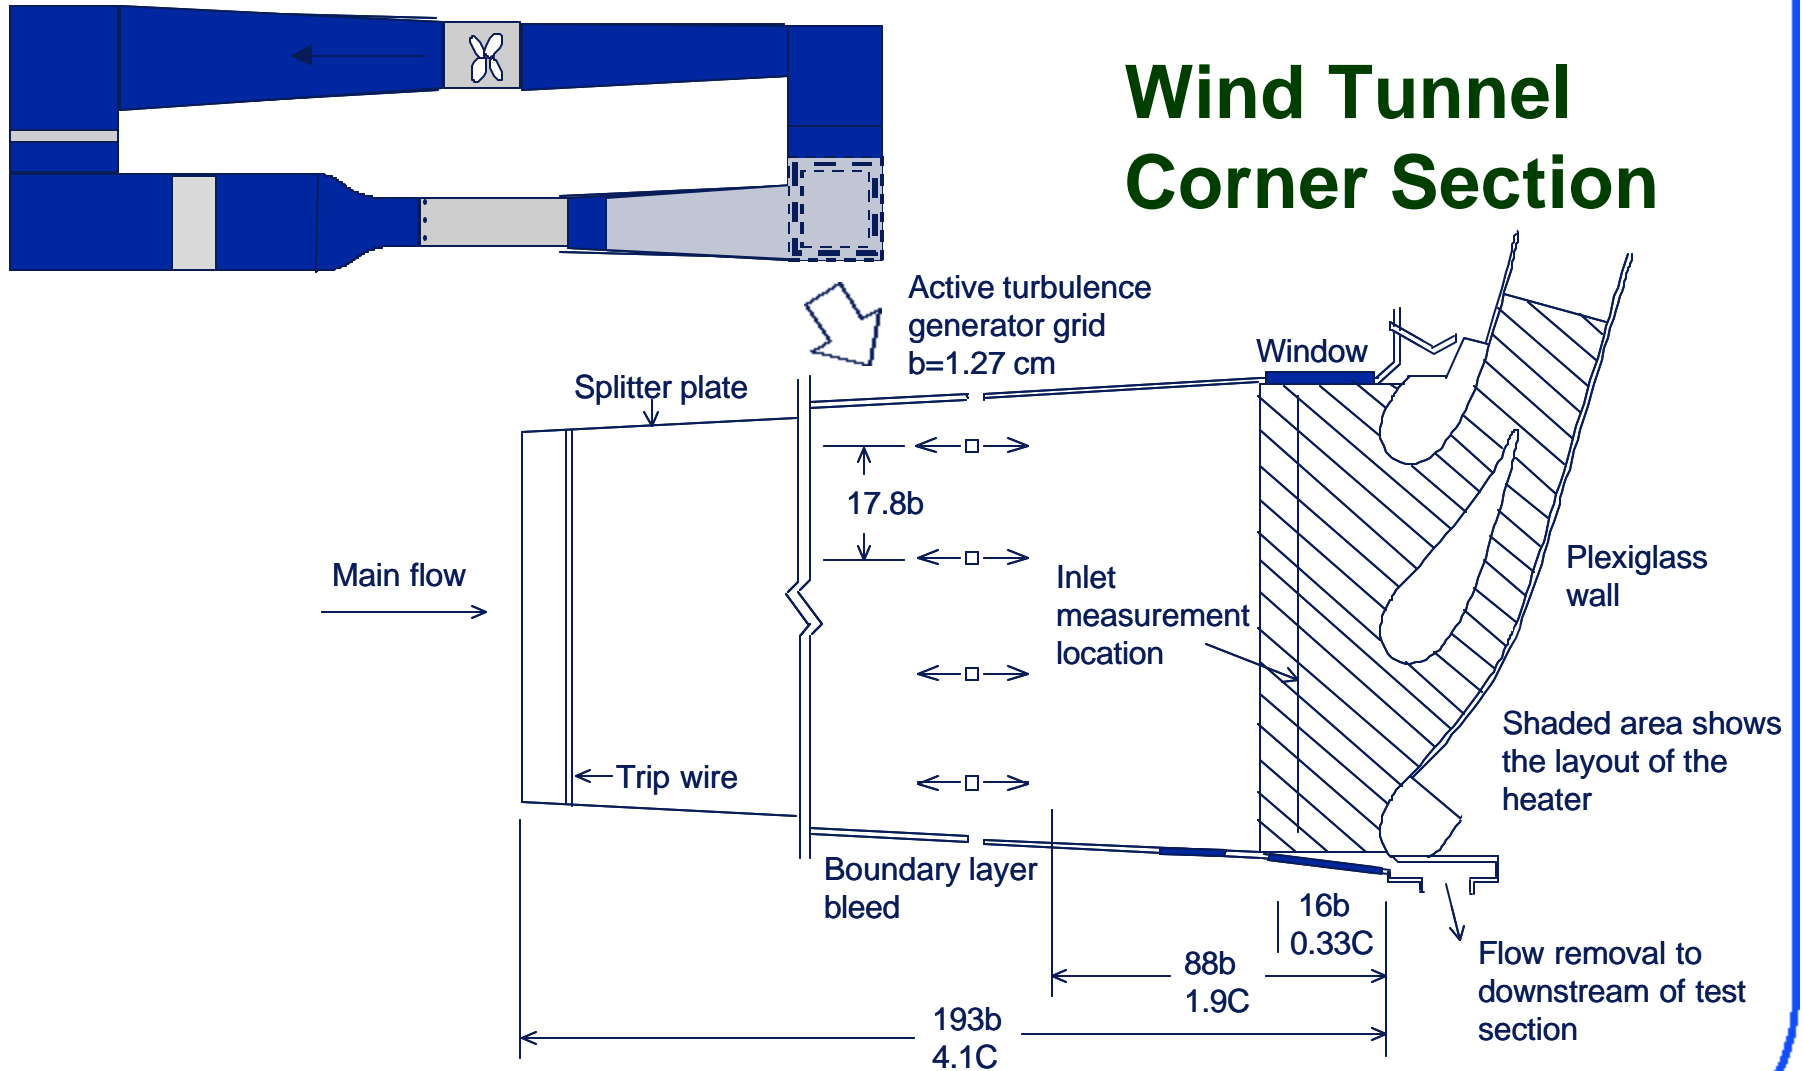 Wind Tunnel
Corner Section
Active turbulence
generator grid
b=1.27 cm
Window
Splitter plate
17.8b
Main flow
Inlet
measurement
location
Plexiglass
wall
Shaded area shows
the layout of the
heater
Trip wire
Boundary layer
bleed
16b
0.33C
88b
1.9C
Flow removal to
downstream of test
section
193b
4.1C